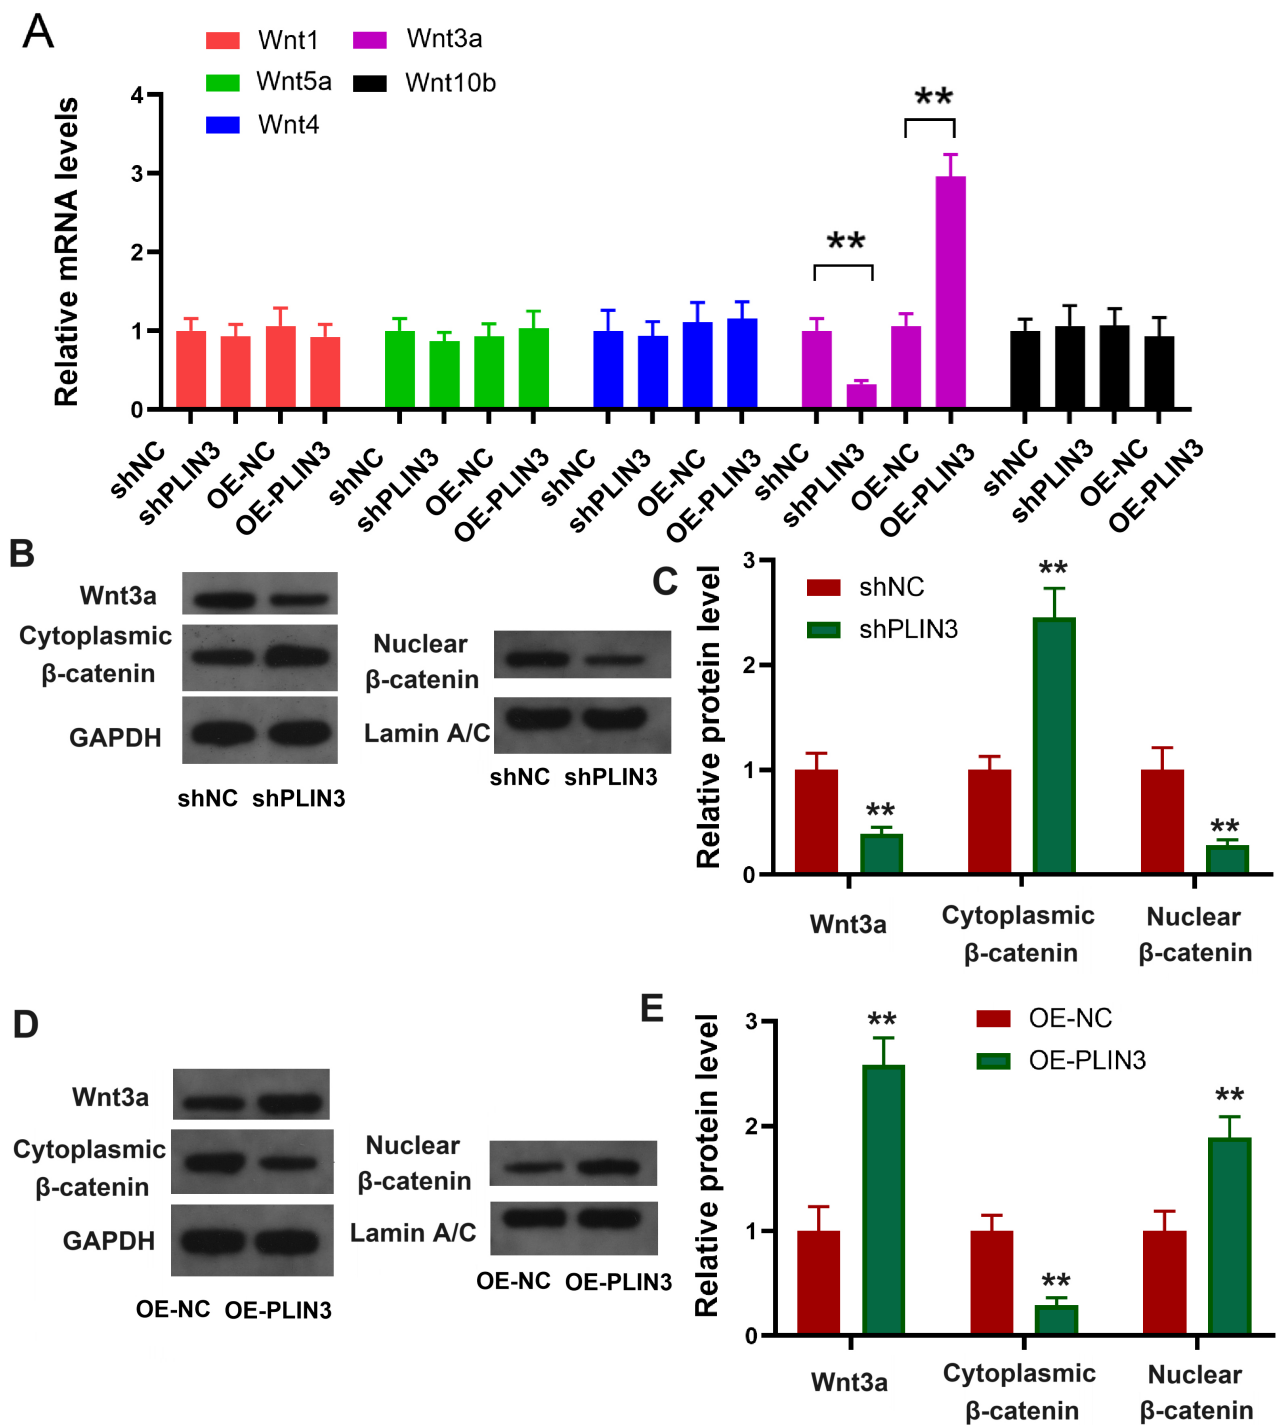 A
Wnt1
Wnt3a
Wnt5a
Wnt10b
Wnt4
Relative mRNA levels
4
3
2
1
0
**
**
shNC
shPLIN3
OE-NC
OE-PLIN3
shNC
shPLIN3
OE-NC
OE-PLIN3
shNC
shPLIN3
OE-NC
OE-PLIN3
shNC
shPLIN3
OE-NC
OE-PLIN3
shNC
shPLIN3
OE-NC
OE-PLIN3
B
Wnt3a
Cytoplasmic
β-catenin
GAPDH
shNC shPLIN3
Nuclear
β-catenin
Lamin A/C
shNC shPLIN3
C
Relative protein level
3
2
1
0
shNC
shPLIN3
**
**
**
Wnt3a
Cytoplasmic
β-catenin
Nuclear
β-catenin
D
Wnt3a
Cytoplasmic
β-catenin
GAPDH
OE-NC OE-PLIN3
Nuclear
β-catenin
Lamin A/C
OE-NC OE-PLIN3
E
Relative protein level
3
2
1
0
OE-NC
OE-PLIN3
**
**
**
Wnt3a
Cytoplasmic
β-catenin
Nuclear
β-catenin